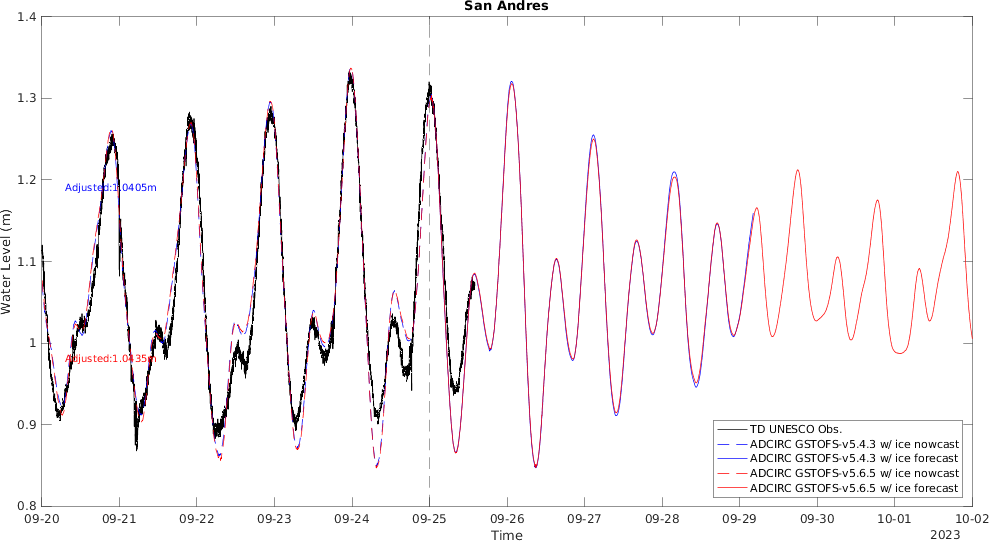 San Andres
1.4
1.3
1.2
1.1
1
0.9
0.8
Water Level (m)
Adjusted:1.0405m
Adjusted:1.0435m
TD UNESCO Obs.
ADCIRC GSTOFS-v5.4.3 w/ ice nowcast
ADCIRC GSTOFS-v5.4.3 w/ ice forecast
ADCIRC GSTOFS-v5.6.5 w/ ice nowcast
ADCIRC GSTOFS-v5.6.5 w/ ice forecast
09-20 09-21 09-22 09-23 09-24 09-25 09-26 09-27 09-28 09-29 09-30 10-01 10-02
Time
2023